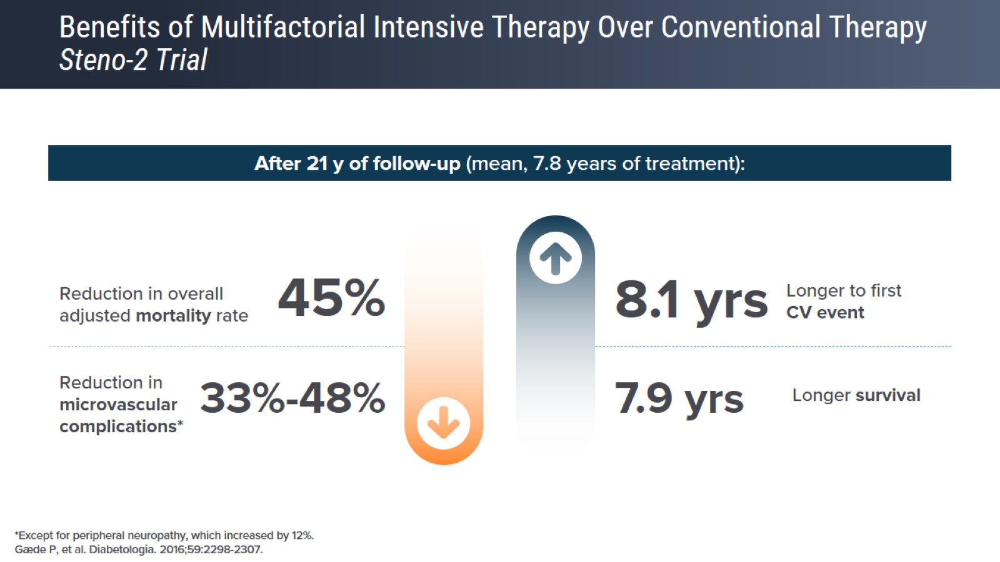 Benefits of Multifactorial Intensive Therapy Over Conventional Therapy
Steno-2 Trial
After 21 y of follow-up (mean, 7.8 years of treatment):
Reduction in overall
adjusted mortality rate
45%
8.1 yrs
Longer to first
CV event
Reduction in
microvascular
complications*
33%-48%
7.9 yrs
Longer survival
*Except for peripheral neuropathy, which increased by 12%.
Gæde P, et al. Diabetologia. 2016;59:2298-2307.